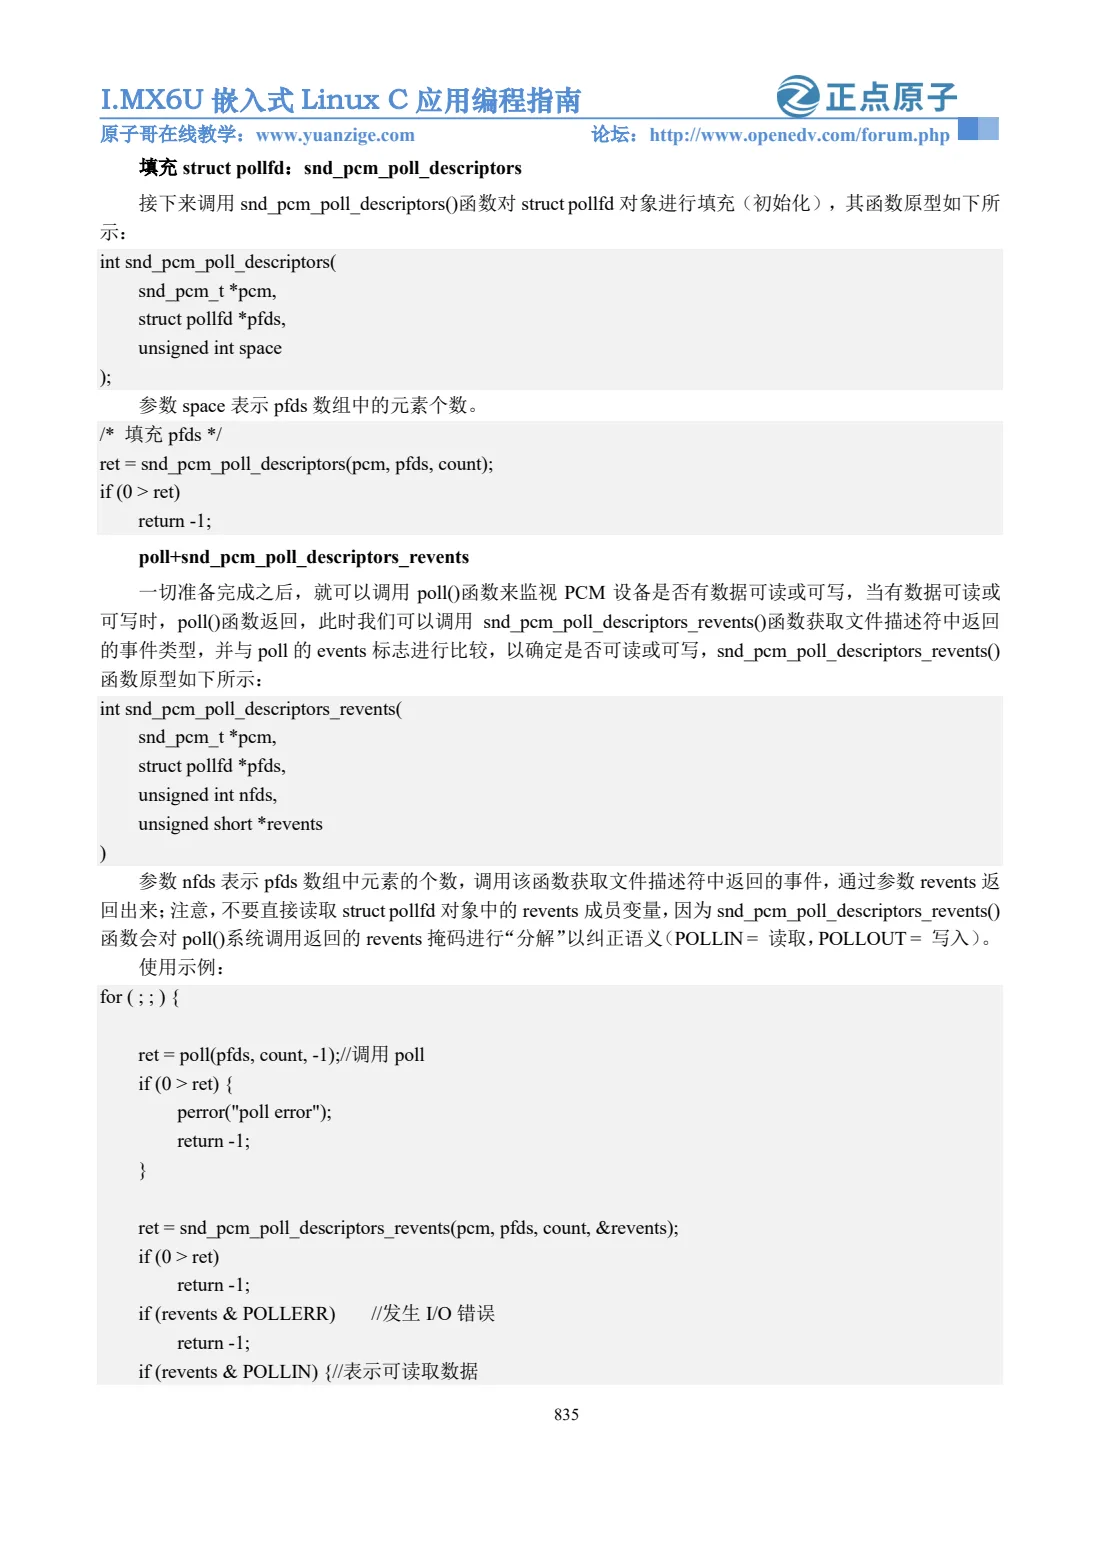 I.MX6U 嵌入式 Linux C 应用编程指南
正点原子
原子哥在线教学：www.yuanzige.com 论坛：http://www.openedv.com/forum.php
填充 struct pollfd：snd_pcm_poll_descriptors
接下来调用 snd_pcm_poll_descriptors()函数对 struct pollfd 对象进行填充（初始化），其函数原型如下所
示：
int snd_pcm_poll_descriptors(
snd_pcm_t *pcm,
struct pollfd *pfds,
unsigned int space
);
参数 space 表示 pfds 数组中的元素个数。
/* 填充 pfds */
ret = snd_pcm_poll_descriptors(pcm, pfds, count);
if (0 > ret)
return -1;
poll+snd_pcm_poll_descriptors_revents
一切准备完成之后，就可以调用 poll()函数来监视 PCM 设备是否有数据可读或可写，当有数据可读或
可写时，poll()函数返回，此时我们可以调用 snd_pcm_poll_descriptors_revents()函数获取文件描述符中返回
的事件类型，并与 poll 的 events 标志进行比较，以确定是否可读或可写，snd_pcm_poll_descriptors_revents()
函数原型如下所示：
int snd_pcm_poll_descriptors_revents(
snd_pcm_t *pcm,
struct pollfd *pfds,
unsigned int nfds,
unsigned short *revents
)
参数 nfds 表示 pfds 数组中元素的个数，调用该函数获取文件描述符中返回的事件，通过参数 revents 返
回出来；注意，不要直接读取 struct pollfd 对象中的 revents 成员变量，因为 snd_pcm_poll_descriptors_revents()
函数会对 poll()系统调用返回的 revents 掩码进行“分解”以纠正语义（POLLIN = 读取，POLLOUT = 写入）。
使用示例：
for ( ; ; ) {
ret = poll(pfds, count, -1);//调用 poll
if (0 > ret) {
perror("poll error");
return -1;
}
ret = snd_pcm_poll_descriptors_revents(pcm, pfds, count, &revents);
if (0 > ret)
return -1;
if (revents & POLLERR) //发生 I/O 错误
return -1;
if (revents & POLLIN) {//表示可读取数据
835